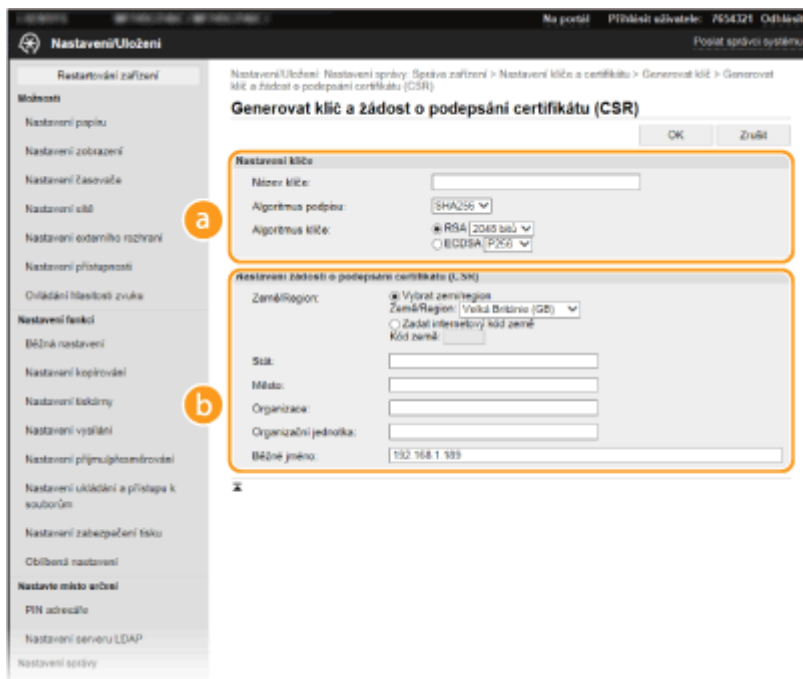 Na portál Přihlásit uživatele: 7654321 Odhlásit
Nastavení/Uložení
Poslat správci systému
Restartování zařízení
Možnosti
Nastavení papíru
Nastavení zobrazení
Nastavení časovače
Nastavení sítě
Nastavení externího rozhraní
Nastavení přístupnosti
Ovládání hlasitosti zvuku
Nastavení funkcí
Běžná nastavení
Nastavení kopírování
Nastavení tiskárny
Nastavení vysílání
Nastavení příjmu/přesměrování
Nastavení ukládání a přístupu k
souborům
Nastavení zabezpečení tisku
Oblíbená nastavení
Nastavte místo určení
PIN adresáře
Nastavení serveru LDAP
Nastavení správy
Nastavení/Uložení: Nastavení správy: Správa zařízení > Nastavení klíče a certifikátu > Generovat klíč > Generovat
klíč a žádost o podepsání certifikátu (CSR)
Generovat klíč a žádost o podepsání certifikátu (CSR)
OK Zrušit
a
Nastavení klíče
Název klíče:
Algoritmus podpisu: SHA256
Algoritmus klíče: RSA 2048 bitů
ECDSA P256
b
Nastavení žádosti o podepsání certifikátu (CSR)
Země/Region: Vybrat zemi/region
Země/Region: Velká Británie (GB)
Zadat internetový kód země
Kód země:
Stát:
Město:
Organizace:
Organizační jednotka:
Běžné jméno: 192.168.1.189